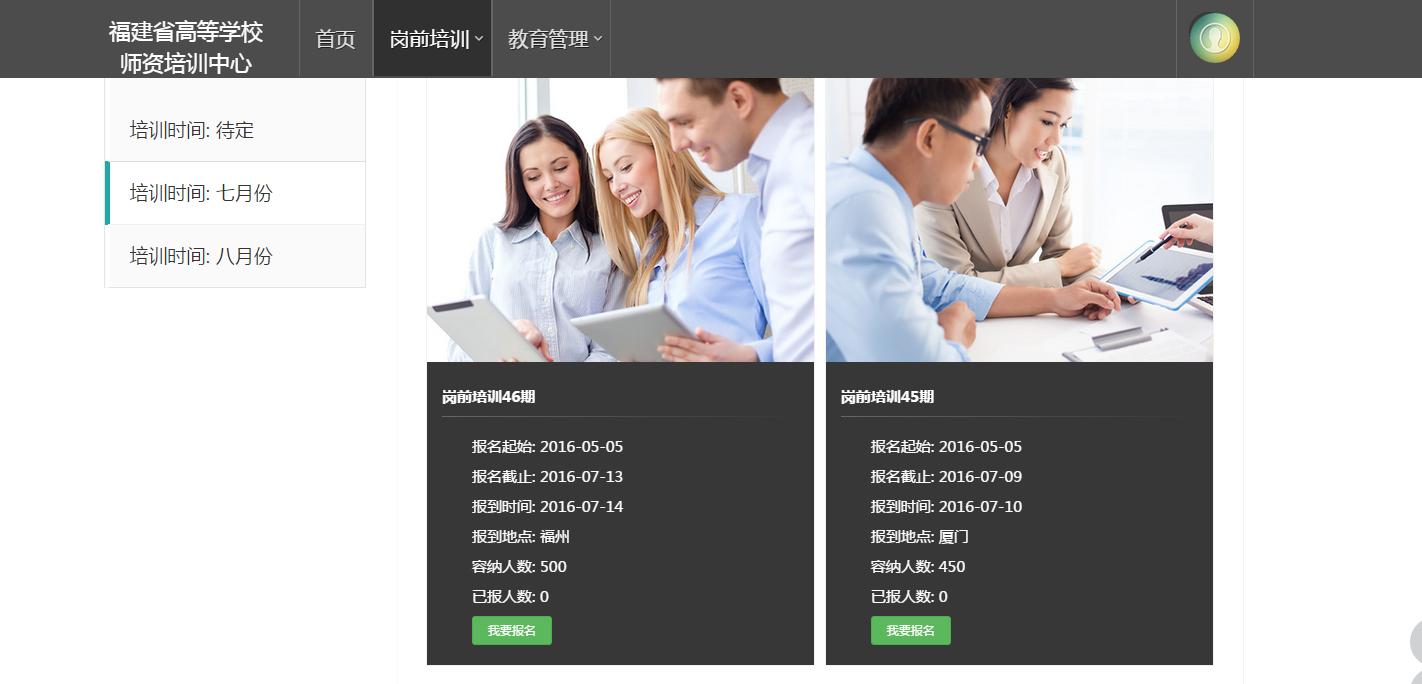 福建省高等学校
师资培训中心
首页
岗前培训
教育管理
培训时间: 待定
培训时间: 七月份
培训时间: 八月份
岗前培训46期
报名起始: 2016-05-05
报名截止: 2016-07-13
报到时间: 2016-07-14
报到地点: 福州
容纳人数: 500
已报人数: 0
我要报名
岗前培训45期
报名起始: 2016-05-05
报名截止: 2016-07-09
报到时间: 2016-07-10
报到地点: 厦门
容纳人数: 450
已报人数: 0
我要报名